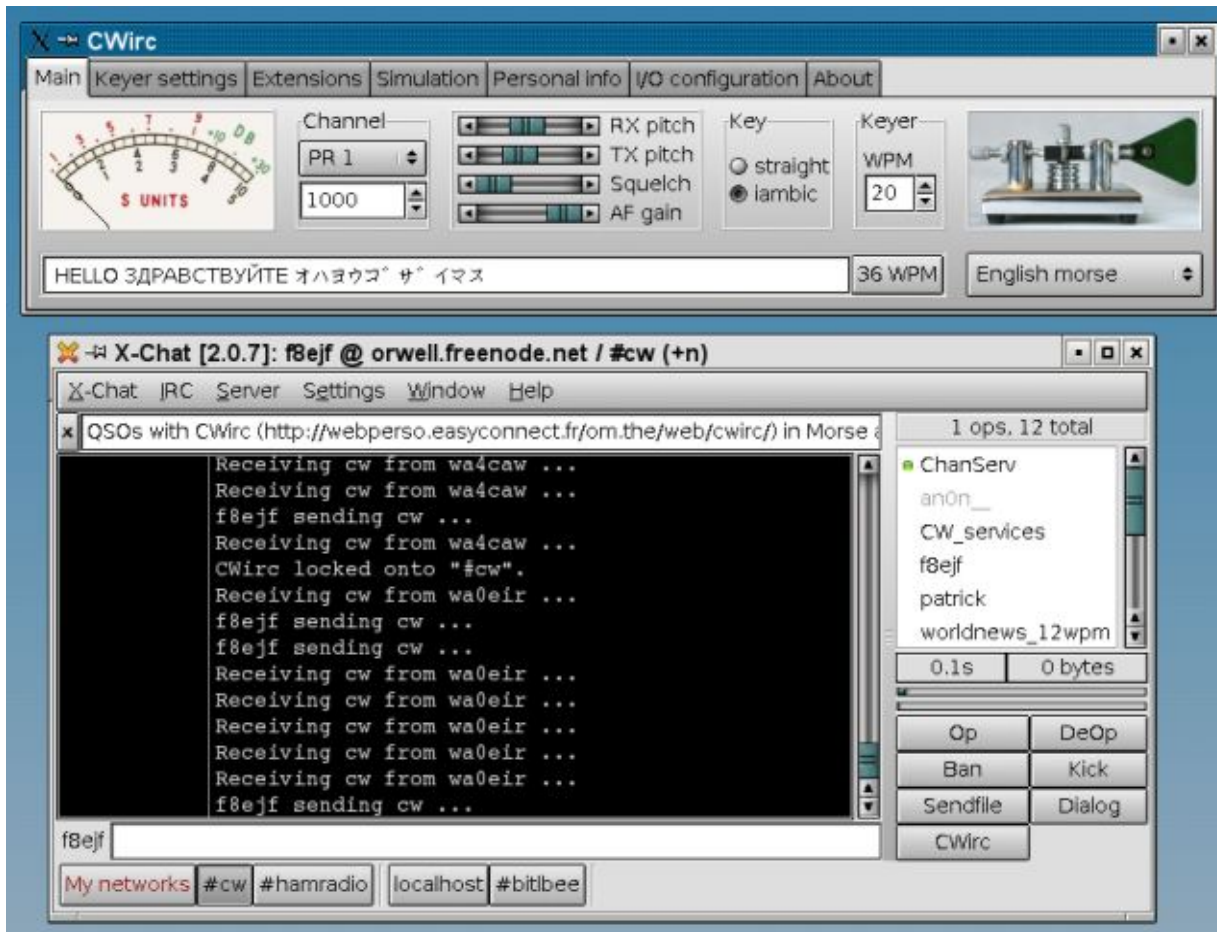 CWirc
Main Keyer settings Extensions Simulation Personal info I/O configuration About
S UNITS
DB
Channel
PR 1
1000
RX pitch
TX pitch
Squelch
AF gain
Key
straight
iambic
Keyer
WPM
20
HELLO ЗДРАВСТВУЙТЕ オハヨウゴザイマス
36 WPM
English morse
X-Chat [2.0.7]: f8ejf @ orwell.freenode.net / #cw (+n)
X-Chat IRC Server Settings Window Help
QSOs with CWirc (http://webperso.easyconnect.fr/om.the/web/cwirc/) in Morse
1 ops, 12 total
Receiving cw from wa4caw ...
Receiving cw from wa4caw ...
f8ejf sending cw ...
Receiving cw from wa4caw ...
CWirc locked onto "#cw".
Receiving cw from wa0eir ...
f8ejf sending cw ...
f8ejf sending cw ...
Receiving cw from wa0eir ...
Receiving cw from wa0eir ...
Receiving cw from wa0eir ...
Receiving cw from wa0eir ...
Receiving cw from wa0eir ...
f8ejf sending cw ...
ChanServ
an0n__
CW_services
f8ejf
patrick
worldnews_12wpm
0.1s 0 bytes
Op DeOp
Ban Kick
Sendfile Dialog
CWirc
f8ejf
My networks #cw #hamradio localhost #bitlbee